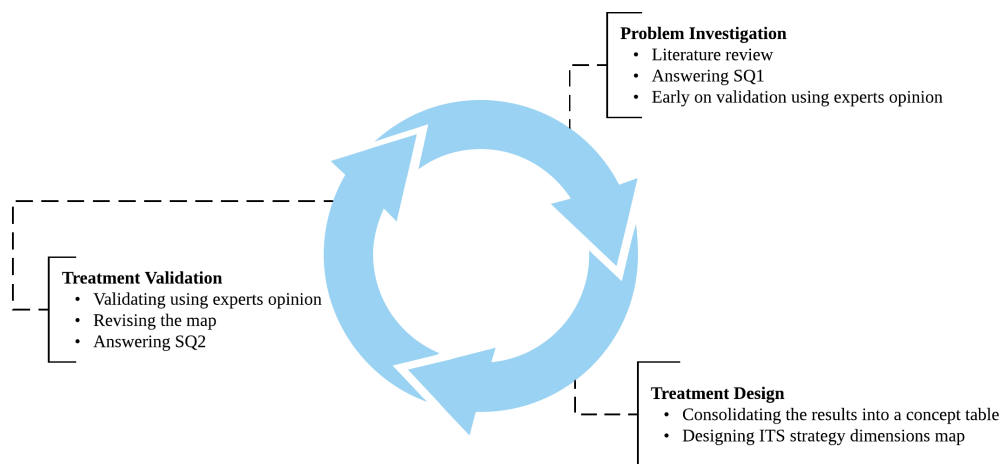 Problem Investigation
• Literature review
• Answering SQ1
• Early on validation using experts opinion
Treatment Validation
• Validating using experts opinion
• Revising the map
• Answering SQ2
Treatment Design
• Consolidating the results into a concept table
• Designing ITS strategy dimensions map